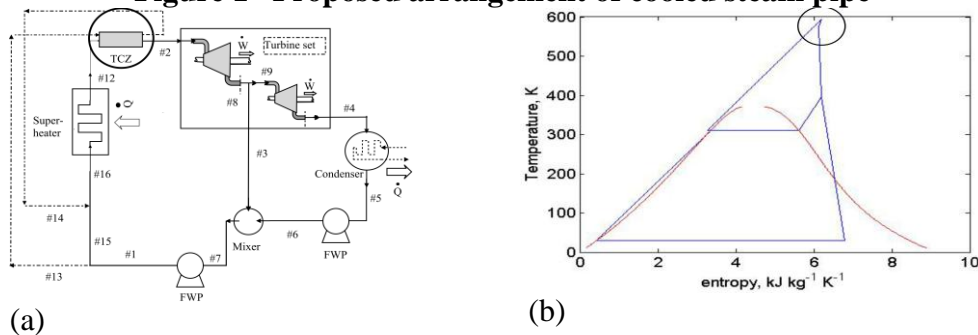 Figure 1 - Proposed arrangement of cooled steam pipe
TCZ
#2
Turbine set
Ẇ
#9
Ẇ
#8
#4
#12
Q̇
Super-
heater
#3
Condenser
Q̇
#16
#14
#5
#15
#6
Mixer
#1
#7
FWP
#13
FWP
(a)
Temperature, K
600
500
400
300
200
100
0
0
2
4
6
8
10
entropy, kJ kg⁻¹ K⁻¹
(b)